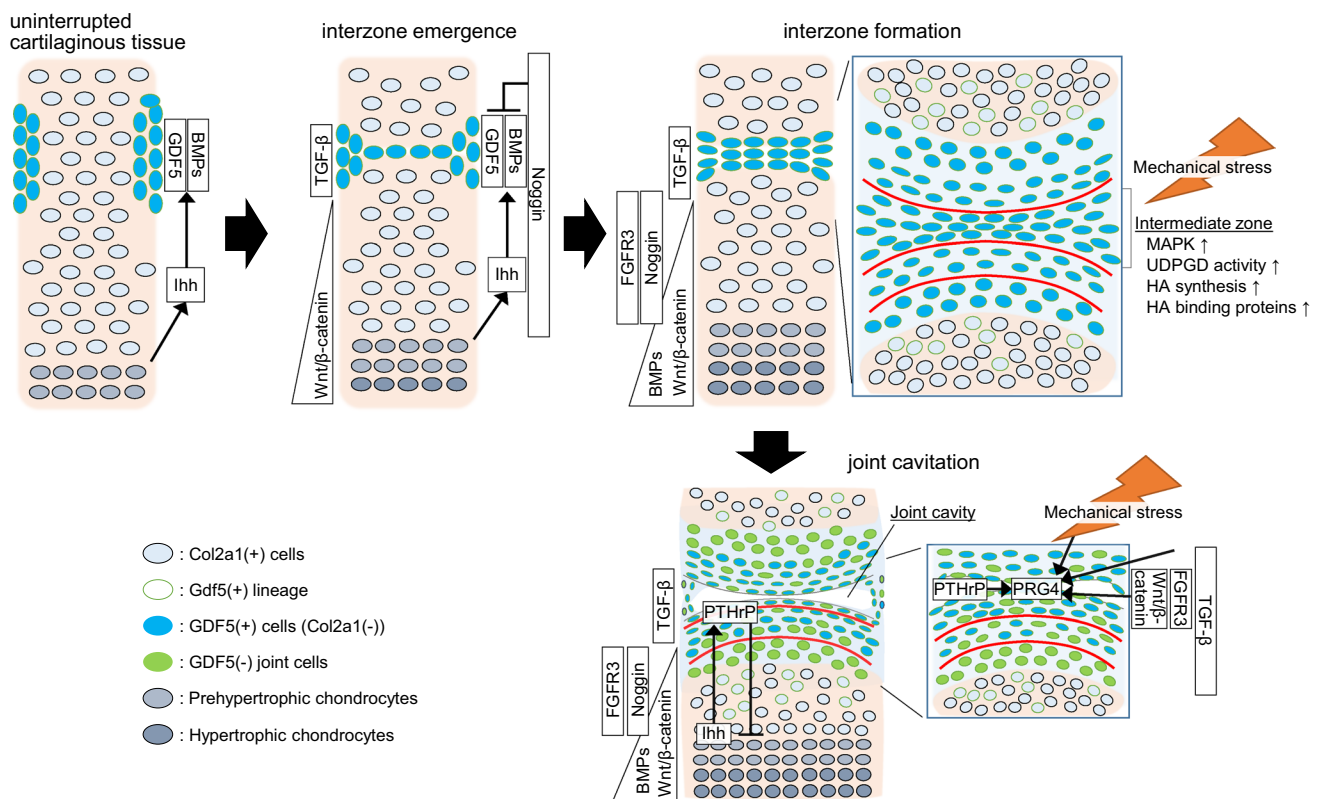 uninterrupted
cartilaginous tissue
GDF5
BMPs
Ihh
interzone emergence
TGF-β
GDF5
BMPs
Noggin
Ihh
Wnt/β-catenin
interzone formation
TGF-β
FGFR3
Noggin
BMPs
Wnt/β-catenin
Mechanical stress
Intermediate zone
MAPK ↑
UDPGD activity ↑
HA synthesis ↑
HA binding proteins ↑
joint cavitation
Joint cavity
TGF-β
PTHrP
FGFR3
Noggin
Ihh
BMPs
Wnt/β-catenin
Mechanical stress
PTHrP
PRG4
Wnt/β-
catenin
FGFR3
TGF-β
: Col2a1(+) cells
: Gdf5(+) lineage
: GDF5(+) cells (Col2a1(-))
: GDF5(-) joint cells
: Prehypertrophic chondrocytes
: Hypertrophic chondrocytes